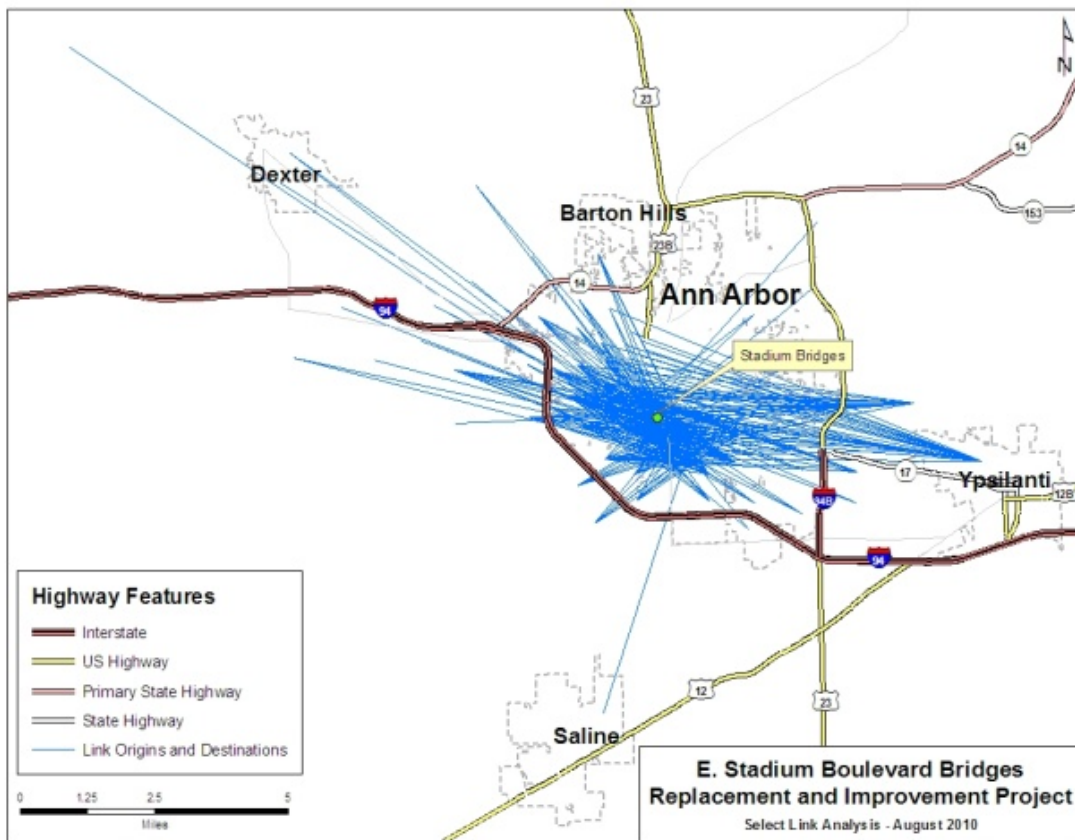 23
14
Dexter
Barton Hills
153
23B
14
94
Ann Arbor
Stadium Bridges
17
Ypsilanti
94B
94
Highway Features
Interstate
US Highway
Primary State Highway
State Highway
Link Origins and Destinations
12
23
Saline
0 1.25 2.5 5
Miles
E. Stadium Boulevard Bridges
Replacement and Improvement Project
Select Link Analysis - August 2010
N